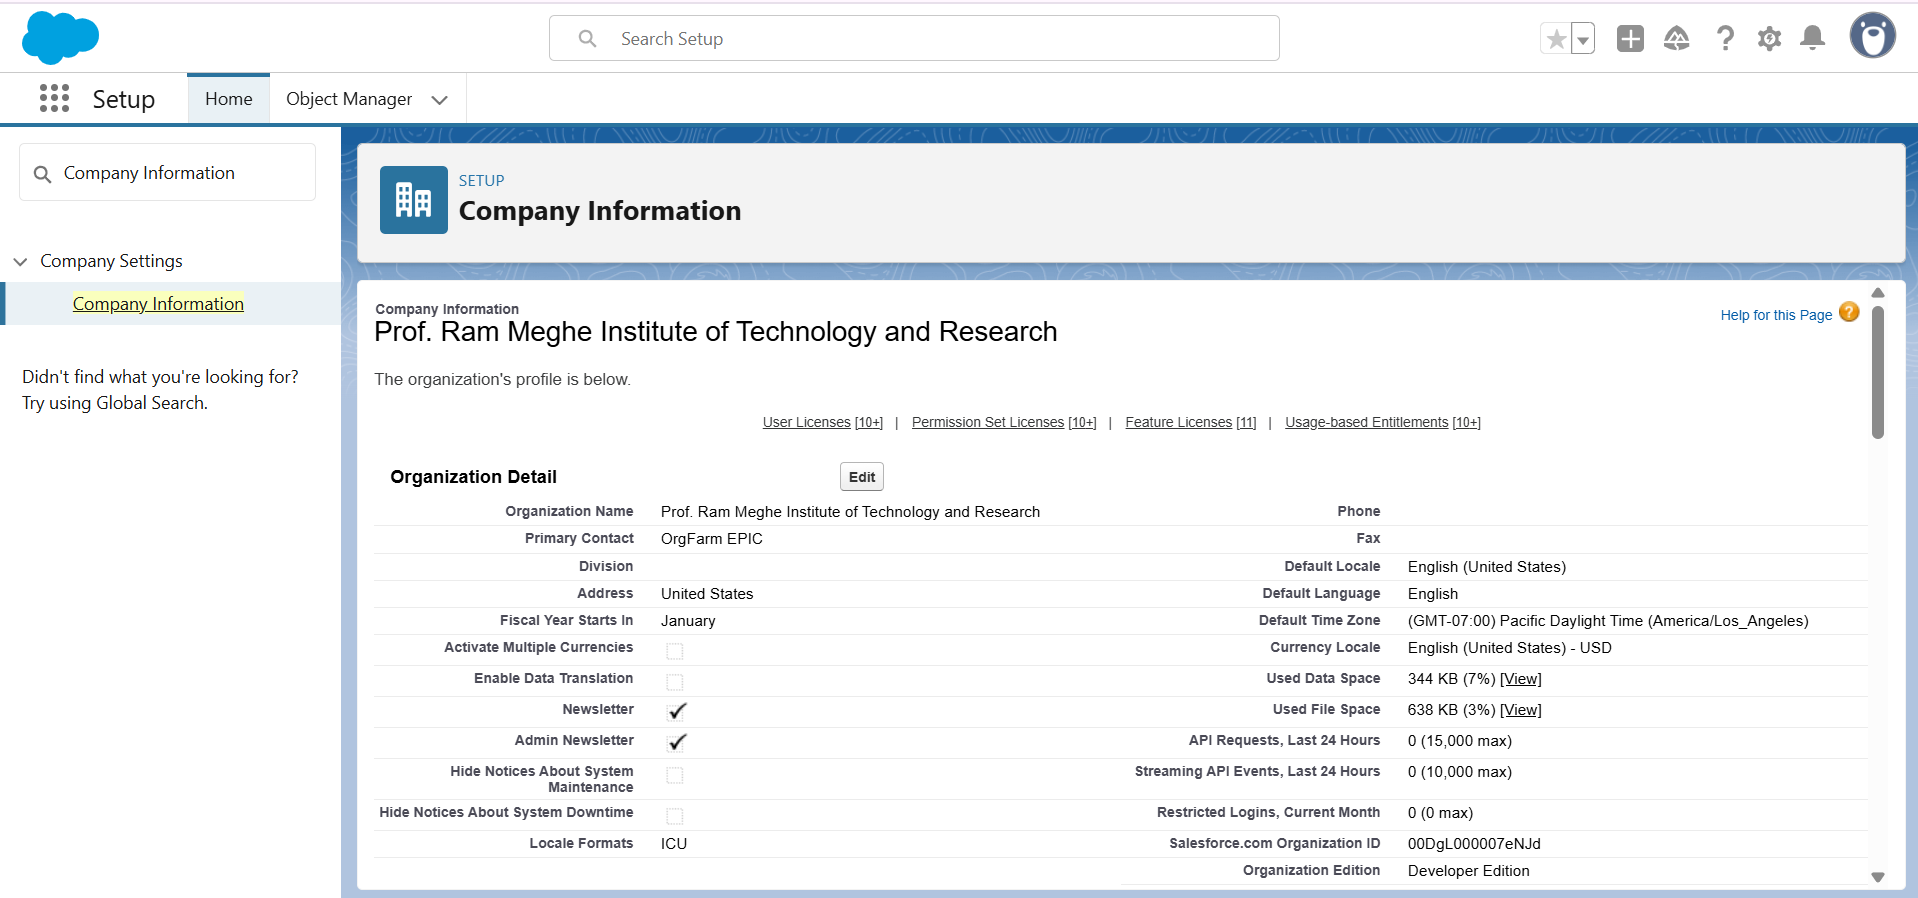 Search Setup
Setup
Home
Object Manager
Company Information
Company Settings
Company Information
Didn't find what you're looking for?
Try using Global Search.
SETUP
Company Information
Company Information
Prof. Ram Meghe Institute of Technology and Research
Help for this Page ?
The organization's profile is below.
User Licenses [10+] | Permission Set Licenses [10+] | Feature Licenses [11] | Usage-based Entitlements [10+]
Organization Detail
Edit
Organization Name Prof. Ram Meghe Institute of Technology and Research Phone
Primary Contact OrgFarm EPIC Fax
Division Default Locale English (United States)
Address United States Default Language English
Fiscal Year Starts In January Default Time Zone (GMT-07:00) Pacific Daylight Time (America/Los_Angeles)
Activate Multiple Currencies Currency Locale English (United States) - USD
Enable Data Translation Used Data Space 344 KB (7%) [View]
Newsletter Used File Space 638 KB (3%) [View]
Admin Newsletter API Requests, Last 24 Hours 0 (15,000 max)
Hide Notices About System Maintenance Streaming API Events, Last 24 Hours 0 (10,000 max)
Hide Notices About System Downtime Restricted Logins, Current Month 0 (0 max)
Locale Formats ICU Salesforce.com Organization ID 00DgL000007eNJd
Organization Edition Developer Edition